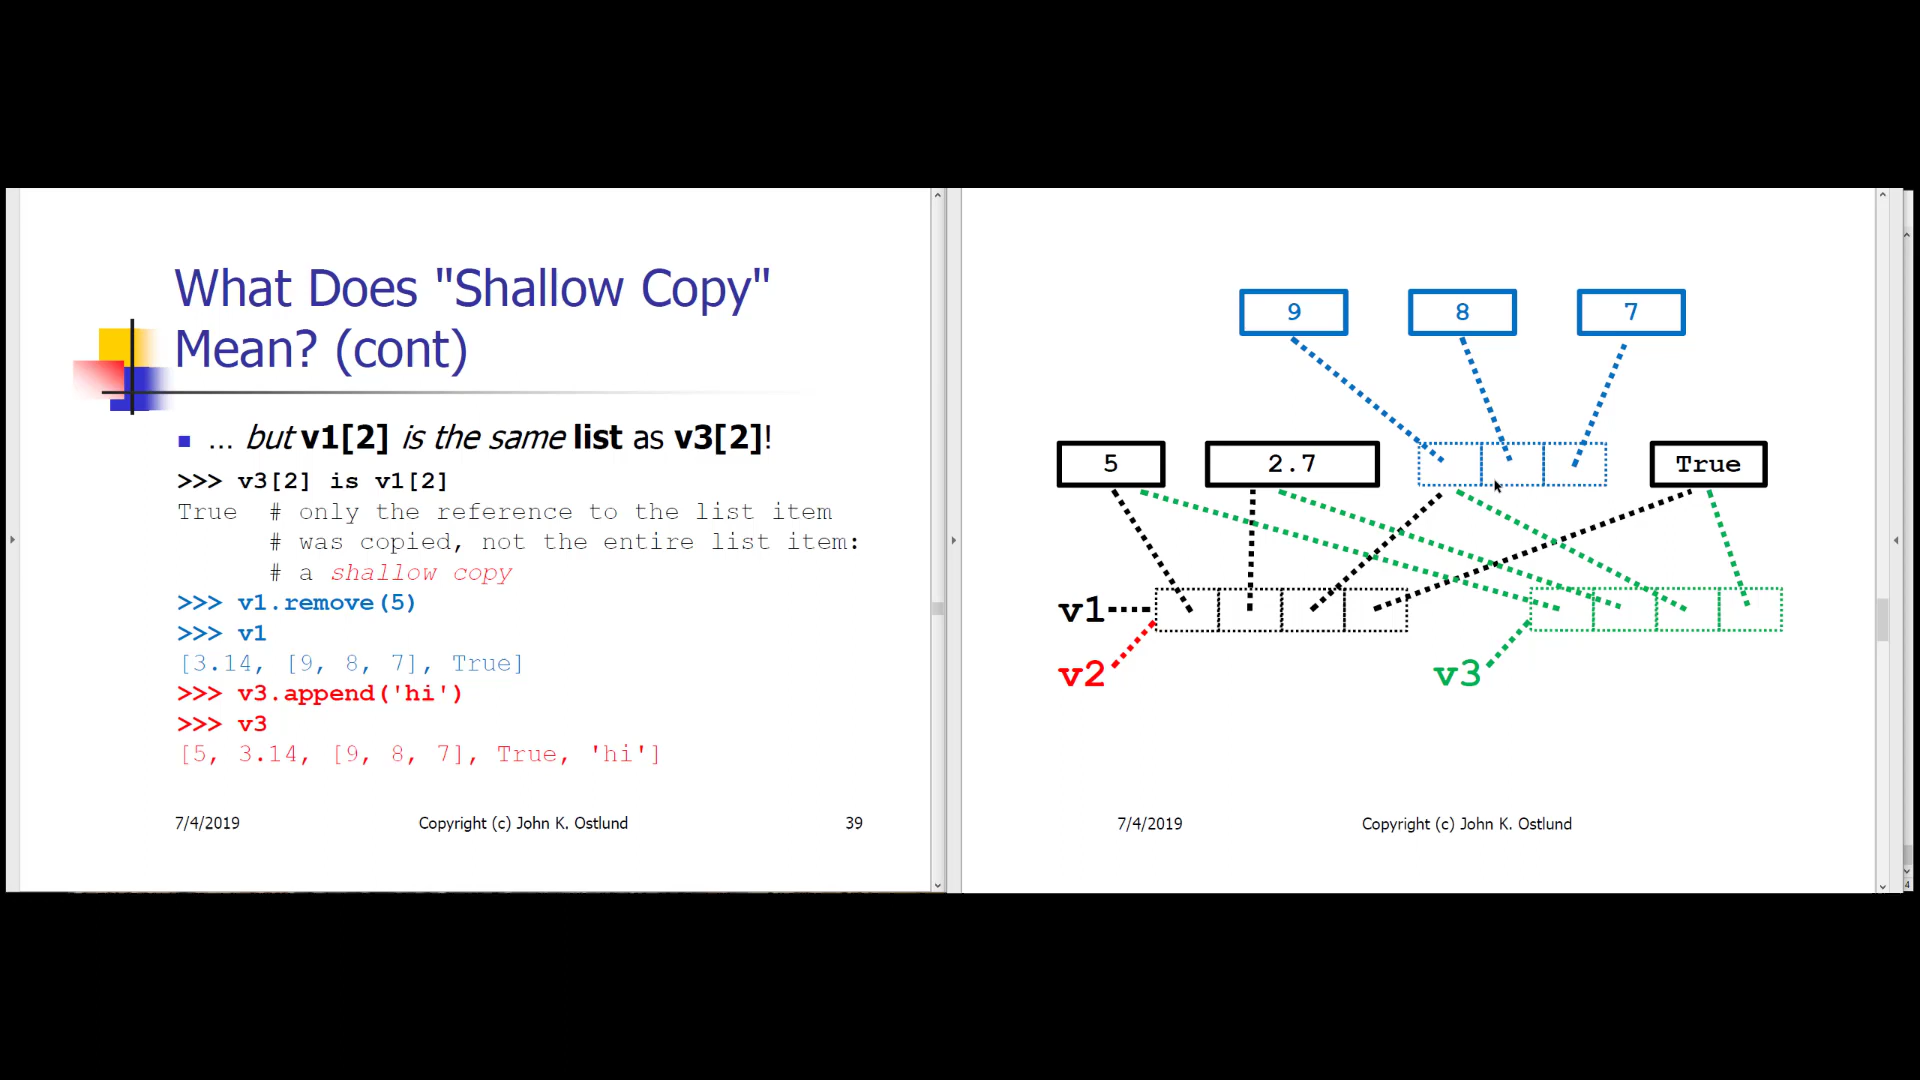 What Does "Shallow Copy"
Mean? (cont)
... but v1[2] is the same list as v3[2]!
>>> v3[2] is v1[2]
True # only the reference to the list item
# was copied, not the entire list item:
# a shallow copy
>>> v1.remove(5)
>>> v1
[3.14, [9, 8, 7], True]
>>> v3.append('hi')
>>> v3
[5, 3.14, [9, 8, 7], True, 'hi']
7/4/2019 Copyright (c) John K. Ostlund 39
9 8 7
5 2.7 True
v1
v2 v3
7/4/2019 Copyright (c) John K. Ostlund
4